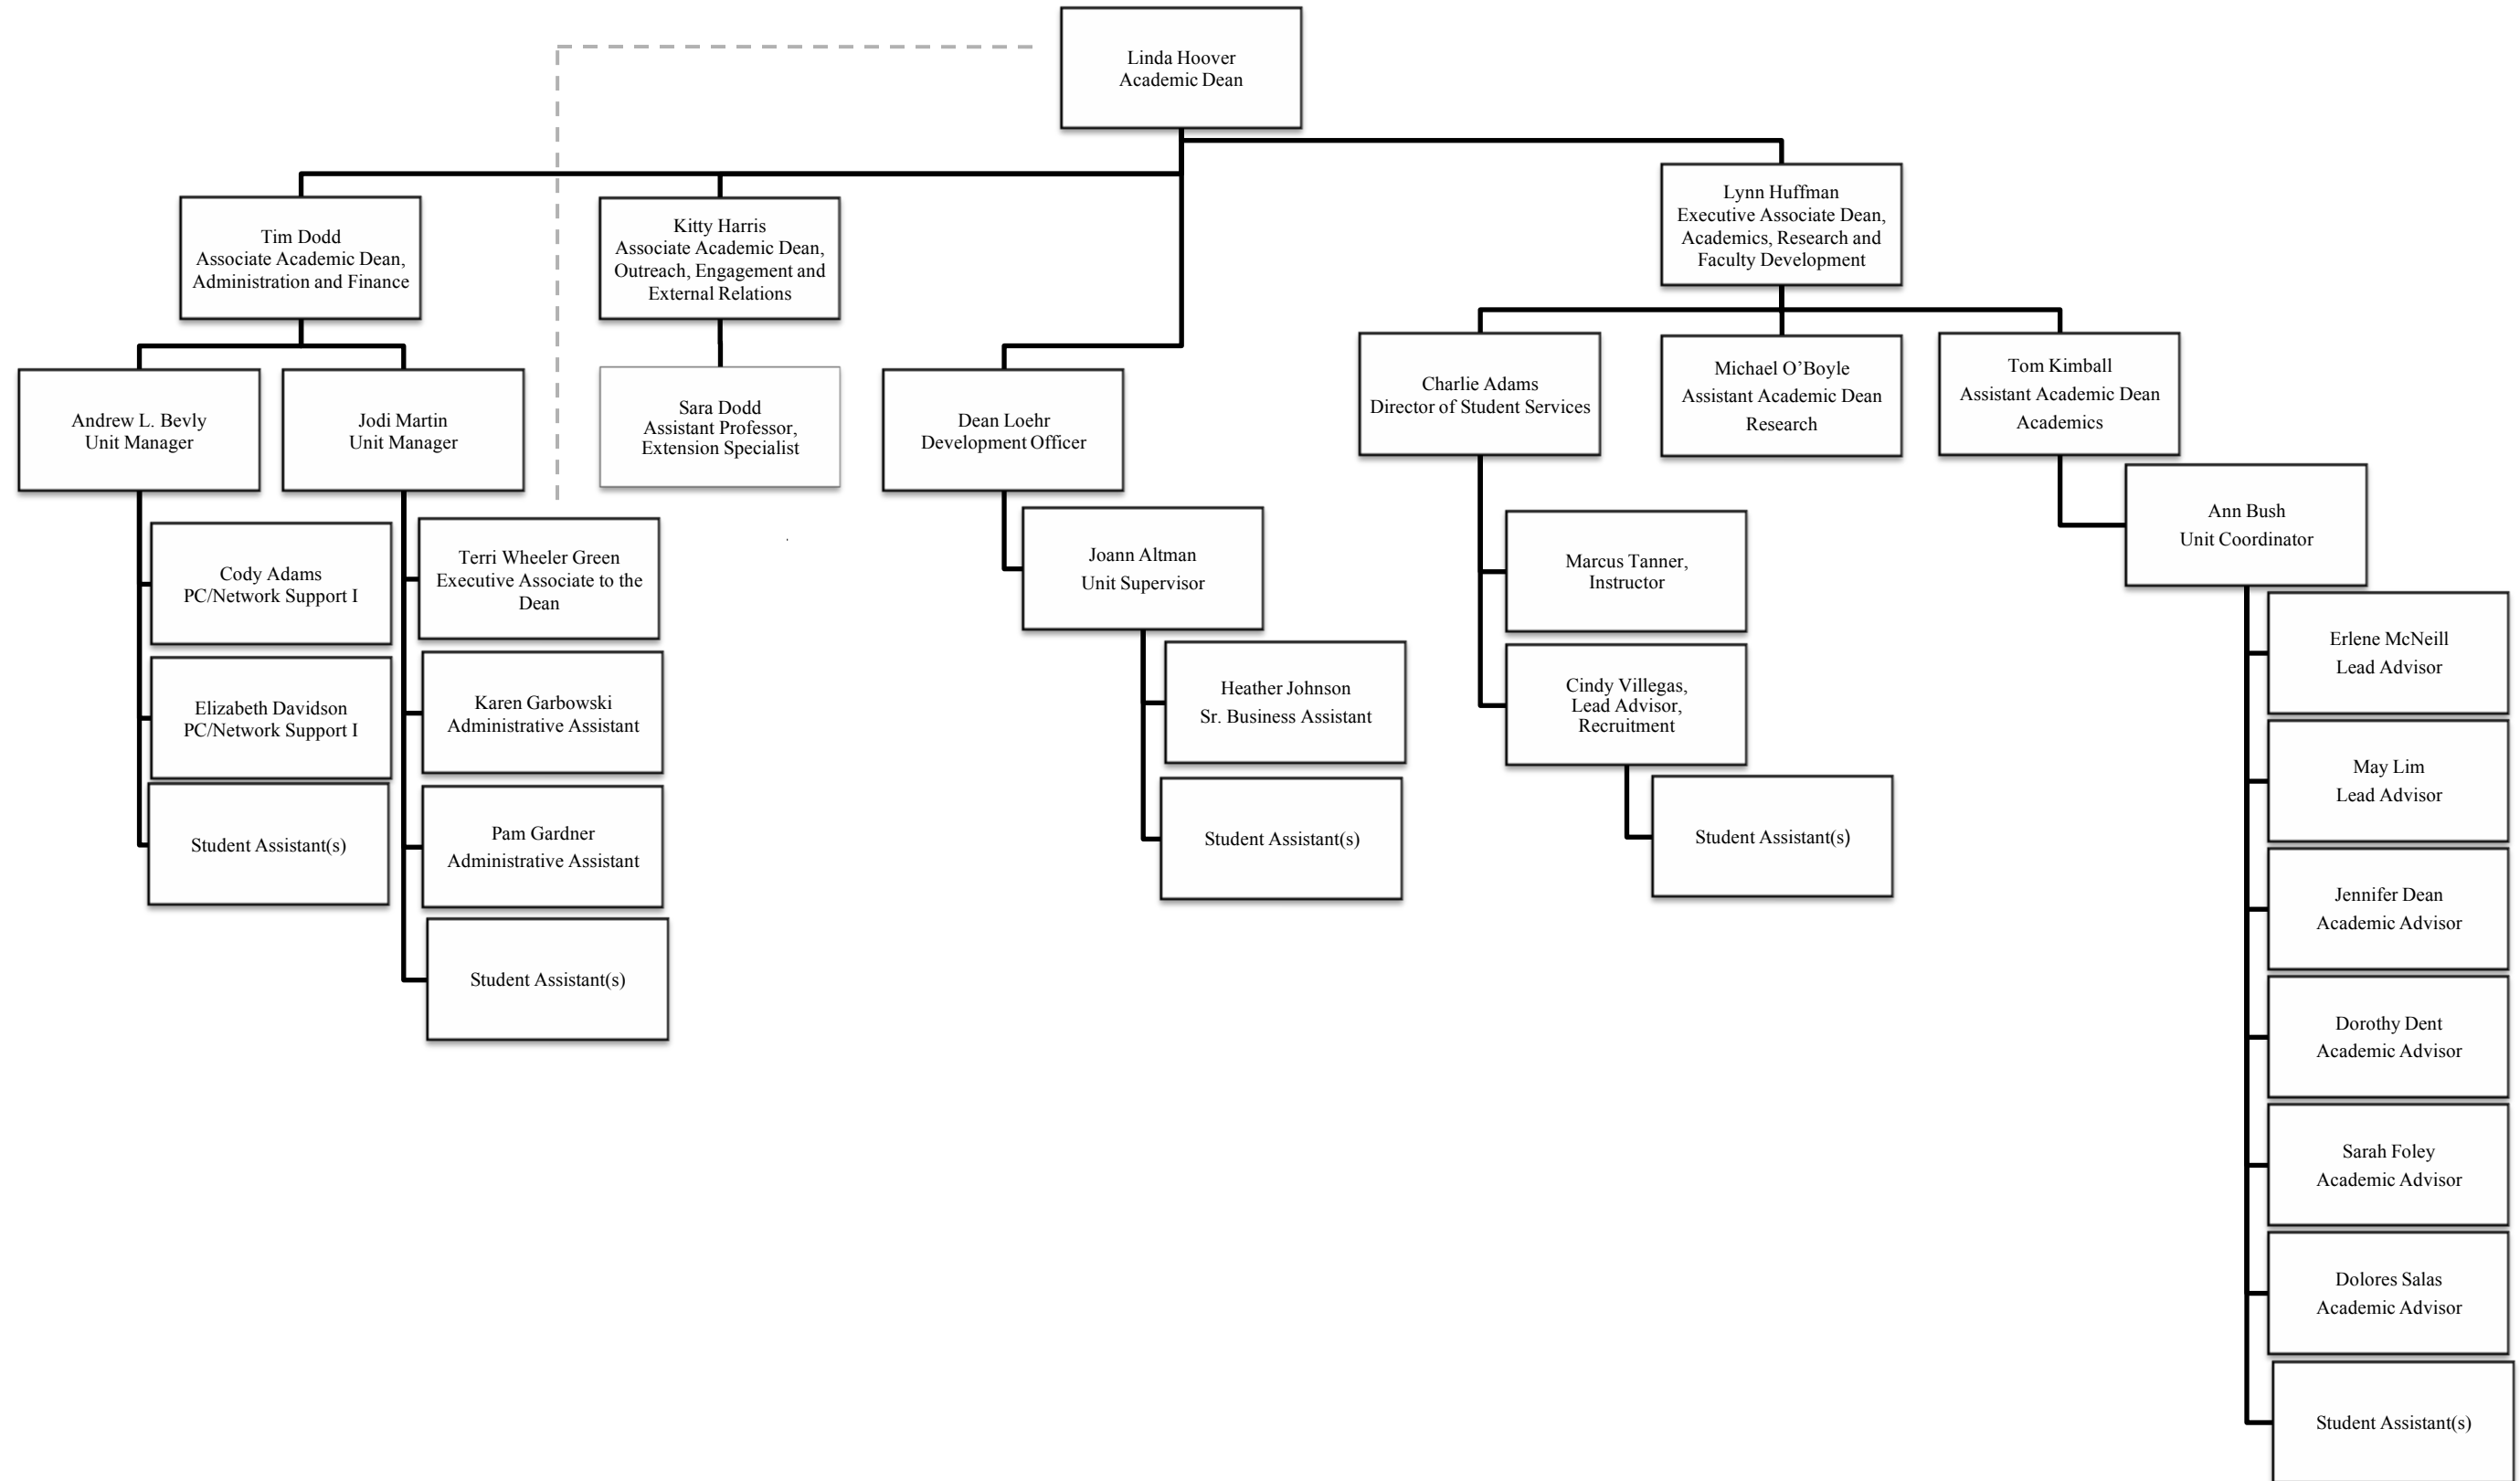 Linda Hoover
Academic Dean
Tim Dodd
Associate Academic Dean,
Administration and Finance
Kitty Harris
Associate Academic Dean,
Outreach, Engagement and
External Relations
Lynn Huffman
Executive Associate Dean,
Academics, Research and
Faculty Development
Andrew L. Bevly
Unit Manager
Jodi Martin
Unit Manager
Sara Dodd
Assistant Professor,
Extension Specialist
Dean Loehr
Development Officer
Charlie Adams
Director of Student Services
Michael O’Boyle
Assistant Academic Dean
Research
Tom Kimball
Assistant Academic Dean
Academics
Cody Adams
PC/Network Support I
Elizabeth Davidson
PC/Network Support I
Student Assistant(s)
Terri Wheeler Green
Executive Associate to the
Dean
Karen Garbowski
Administrative Assistant
Pam Gardner
Administrative Assistant
Student Assistant(s)
Joann Altman
Unit Supervisor
Heather Johnson
Sr. Business Assistant
Student Assistant(s)
Marcus Tanner,
Instructor
Cindy Villegas,
Lead Advisor,
Recruitment
Student Assistant(s)
Ann Bush
Unit Coordinator
Erlene McNeill
Lead Advisor
May Lim
Lead Advisor
Jennifer Dean
Academic Advisor
Dorothy Dent
Academic Advisor
Sarah Foley
Academic Advisor
Dolores Salas
Academic Advisor
Student Assistant(s)